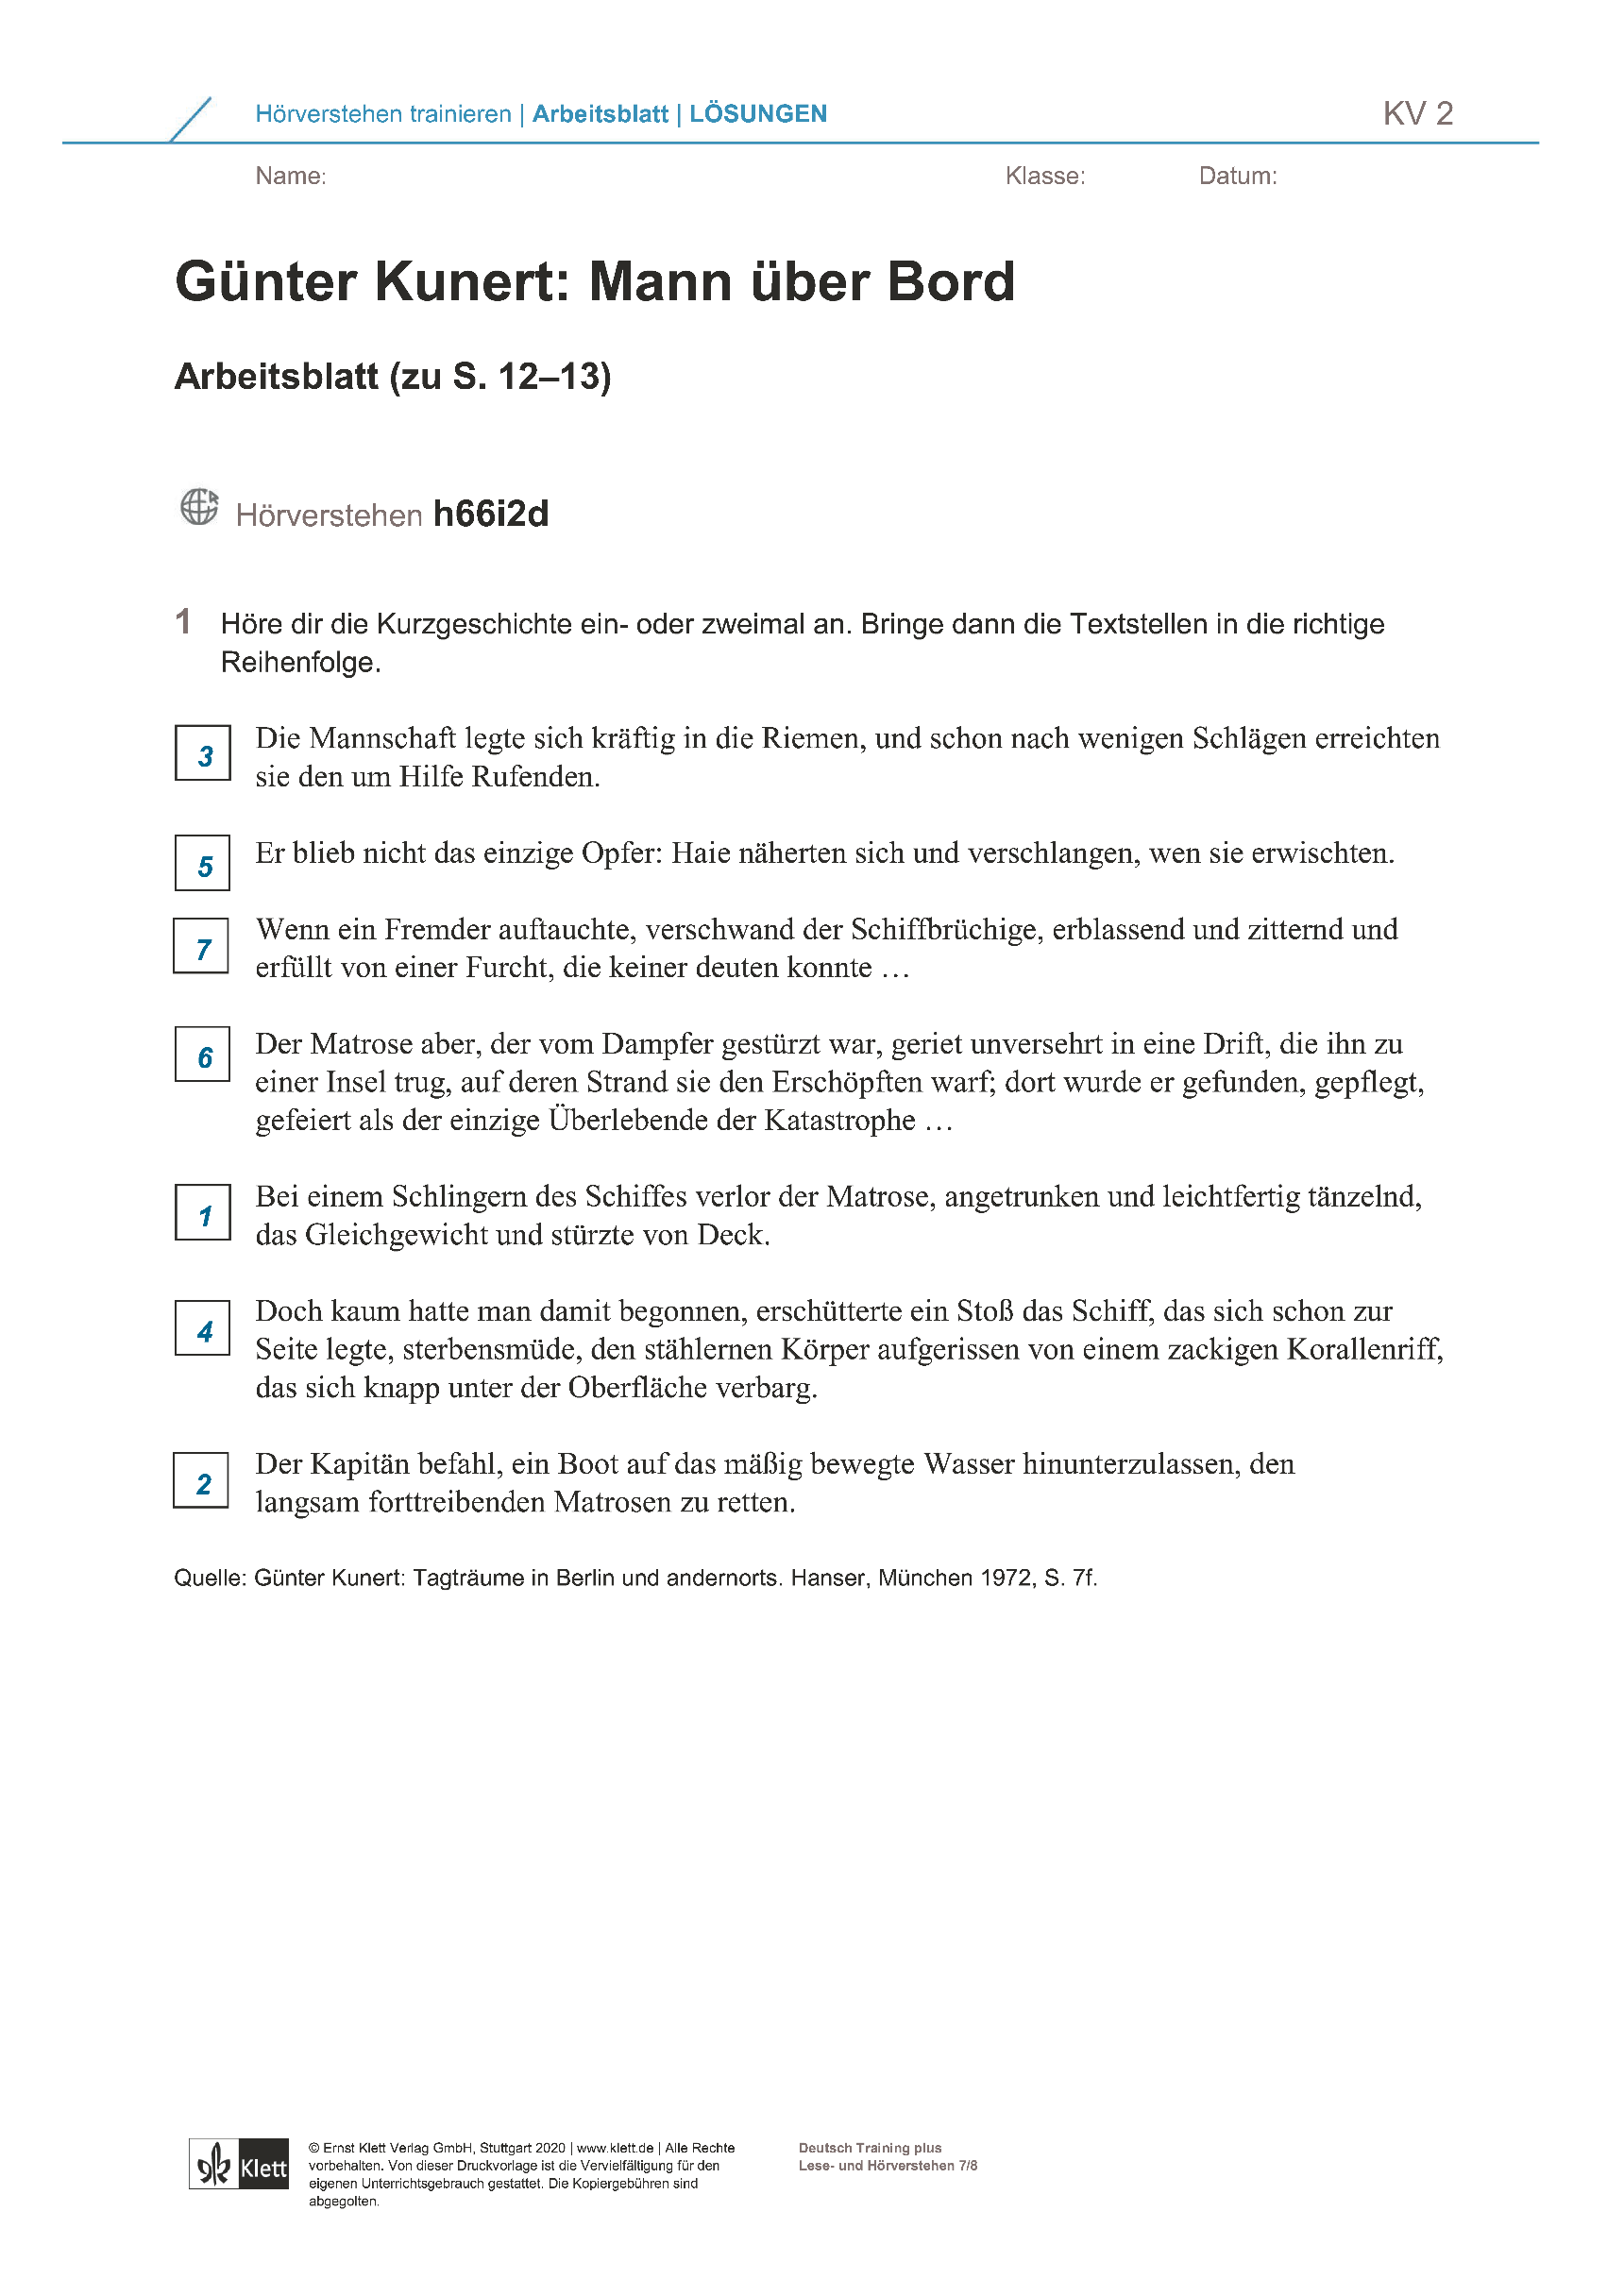 Hörverstehen trainieren | Arbeitsblatt | LÖSUNGEN
KV 2
Name:
Klasse:
Datum:
Günter Kunert: Mann über Bord
Arbeitsblatt (zu S. 12–13)
Hörverstehen h66i2d
1 Höre dir die Kurzgeschichte ein- oder zweimal an. Bringe dann die Textstellen in die richtige
Reihenfolge.
3
Die Mannschaft legte sich kräftig in die Riemen, und schon nach wenigen Schlägen erreichten
sie den um Hilfe Rufenden.
5
Er blieb nicht das einzige Opfer: Haie näherten sich und verschlangen, wen sie erwischten.
7
Wenn ein Fremder auftauchte, verschwand der Schiffbrüchige, erblassend und zitternd und
erfüllt von einer Furcht, die keiner deuten konnte …
6
Der Matrose aber, der vom Dampfer gestürzt war, geriet unversehrt in eine Drift, die ihn zu
einer Insel trug, auf deren Strand sie den Erschöpften warf; dort wurde er gefunden, gepflegt,
gefeiert als der einzige Überlebende der Katastrophe …
1
Bei einem Schlingern des Schiffes verlor der Matrose, angetrunken und leichtfertig tänzelnd,
das Gleichgewicht und stürzte von Deck.
4
Doch kaum hatte man damit begonnen, erschütterte ein Stoß das Schiff, das sich schon zur
Seite legte, sterbensmüde, den stählernen Körper aufgerissen von einem zackigen Korallenriff,
das sich knapp unter der Oberfläche verbarg.
2
Der Kapitän befahl, ein Boot auf das mäßig bewegte Wasser hinunterzulassen, den
langsam forttreibenden Matrosen zu retten.
Quelle: Günter Kunert: Tagträume in Berlin und andernorts. Hanser, München 1972, S. 7f.
Klett
© Ernst Klett Verlag GmbH, Stuttgart 2020 | www.klett.de | Alle Rechte
vorbehalten. Von dieser Druckvorlage ist die Vervielfältigung für den
eigenen Unterrichtsgebrauch gestattet. Die Kopiergebühren sind
abgegolten.
Deutsch Training plus
Lese- und Hörverstehen 7/8